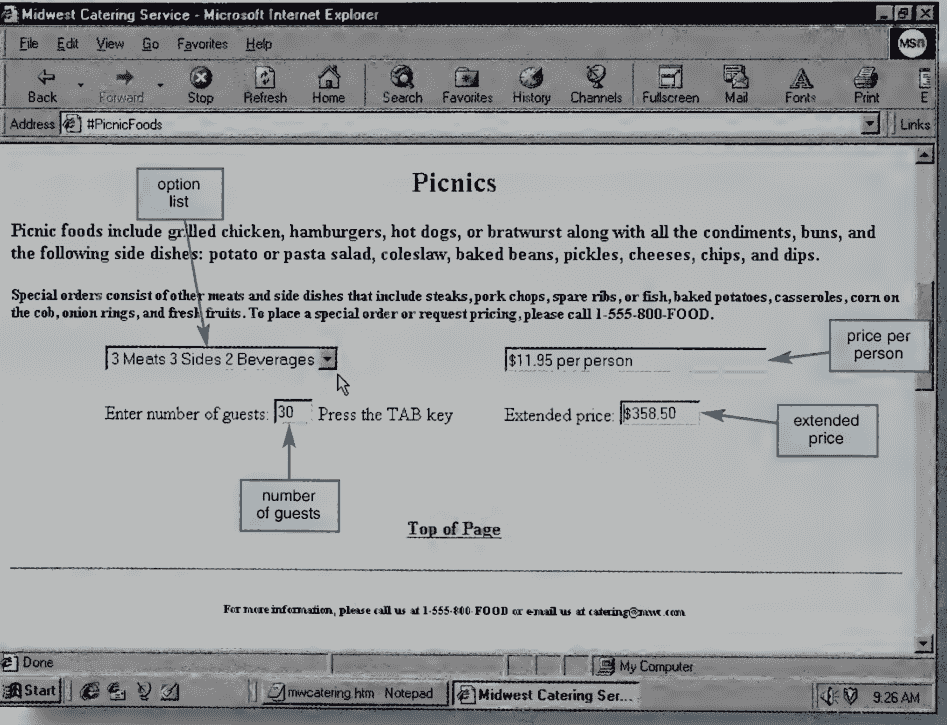 Midwest Catering Service - Microsoft Internet Explorer
File Edit View Go Favorites Help
MSN
Back Forward Stop Refresh Home Search Favorites History Channels Fullscreen Mail Fonts Print E
Address #PicnicFoods Links
option
list
Picnics
Picnic foods include grilled chicken, hamburgers, hot dogs, or bratwurst along with all the condiments, buns, and
the following side dishes: potato or pasta salad, coleslaw, baked beans, pickles, cheeses, chips, and dips.
Special orders consist of other meats and side dishes that include steaks, pork chops, spare ribs, or fish, baked potatoes, casseroles, corn on
the cob, onion rings, and fresh fruits. To place a special order or request pricing, please call 1-555-800-FOOD.
price per
person
3 Meats 3 Sides 2 Beverages $11.95 per person
Enter number of guests: 30 Press the TAB key Extended price: $358.50
extended
price
number
of guests
Top of Page
For more information, please call us at 1-555-800-FOOD or e-mail us at catering@mwc.com
Done My Computer
Start mwcatering.htm Notepad Midwest Catering Ser... 9:26 AM